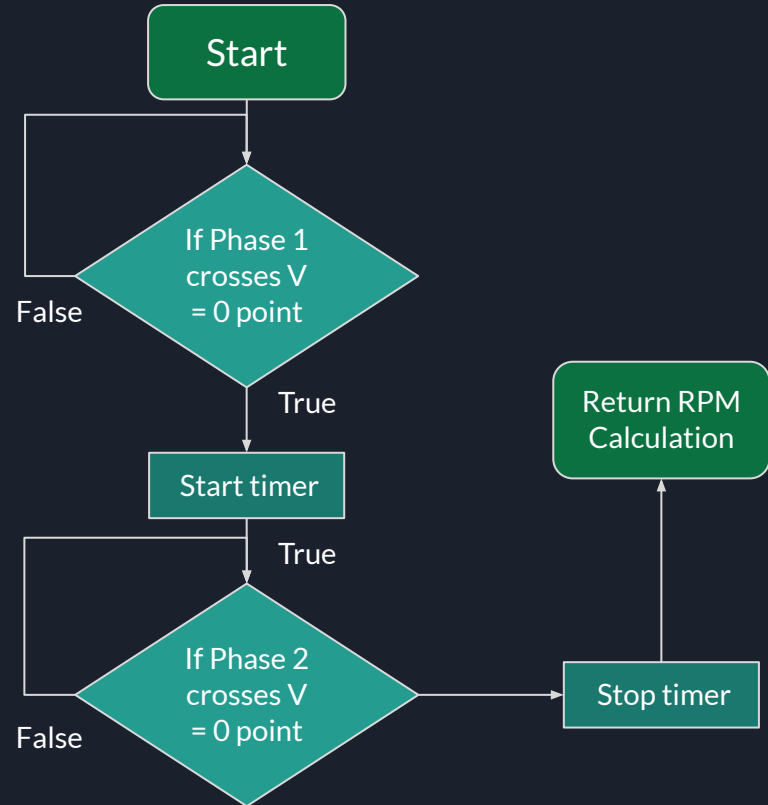 Start
If Phase 1
crosses V
= 0 point
False
True
Start timer
True
If Phase 2
crosses V
= 0 point
False
Stop timer
Return RPM
Calculation